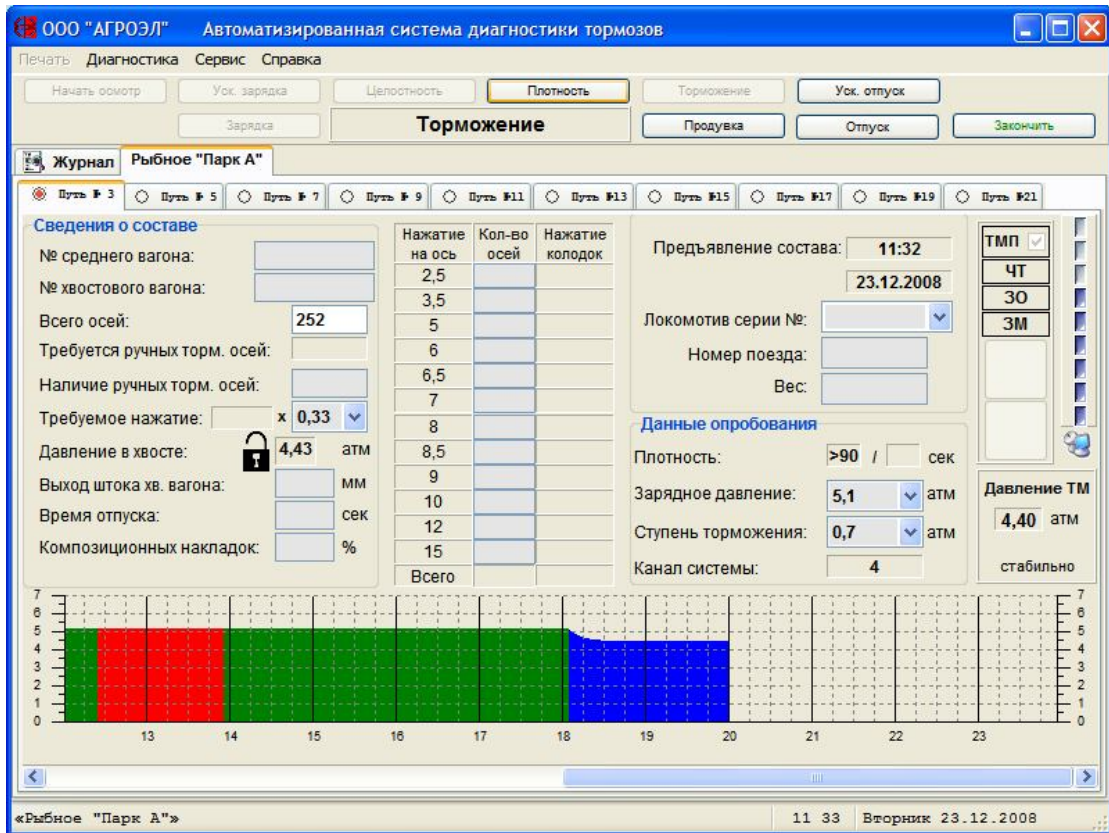 ООО "АГРОЭЛ" Автоматизированная система диагностики тормозов
Печать Диагностика Сервис Справка
Начать осмотр Уск. зарядка Целостность Плотность Торможение Уск. отпуск
Зарядка Торможение Продувка Отпуск Закончить
Журнал Рыбное "Парк А"
Путь № 3 Путь № 5 Путь № 7 Путь № 9 Путь №11 Путь №13 Путь №15 Путь №17 Путь №19 Путь №21
Сведения о составе
№ среднего вагона:
№ хвостового вагона:
Всего осей: 252
Требуется ручных торм. осей:
Наличие ручных торм. осей:
Требуемое нажатие: х 0,33
Давление в хвосте: 4,43 атм
Выход штока хв. вагона: мм
Время отпуска: сек
Композиционных накладок: %
Нажатие на ось Кол-во осей Нажатие колодок
2,5
3,5
5
6
6,5
7
8
8,5
9
10
12
15
Всего
Предъявление состава: 11:32
23.12.2008
Локомотив серии №:
Номер поезда:
Вес:
Данные опробования
Плотность: >90 / сек
Зарядное давление: 5,1 атм
Ступень торможения: 0,7 атм
Канал системы: 4
ТМП
ЧТ
ЗО
ЗМ
Давление ТМ
4,40 атм
стабильно
7 7
6 6
5 5
4 4
3 3
2 2
1 1
0 0
13 14 15 16 17 18 19 20 21 22 23
«Рыбное "Парк А"» 11 33 Вторник 23.12.2008